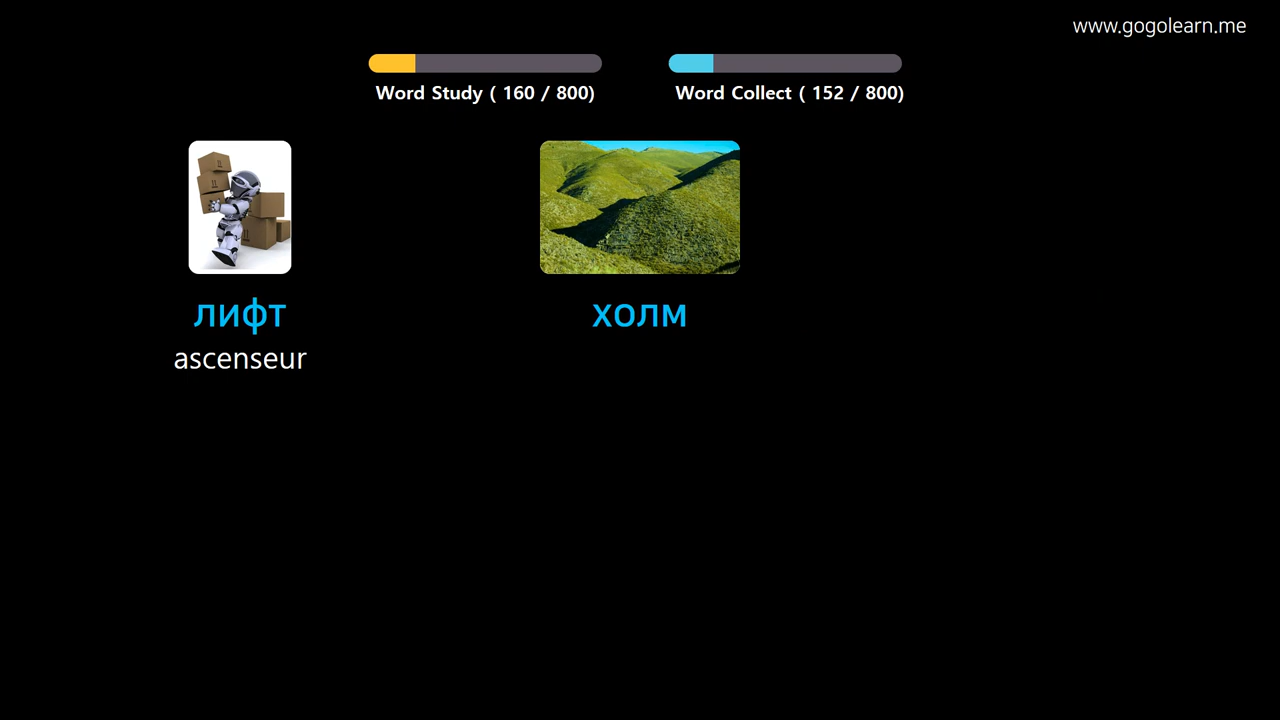 www.gogolearn.me
Word Study ( 160 / 800)
Word Collect ( 152 / 800)
лифт
холм
ascenseur